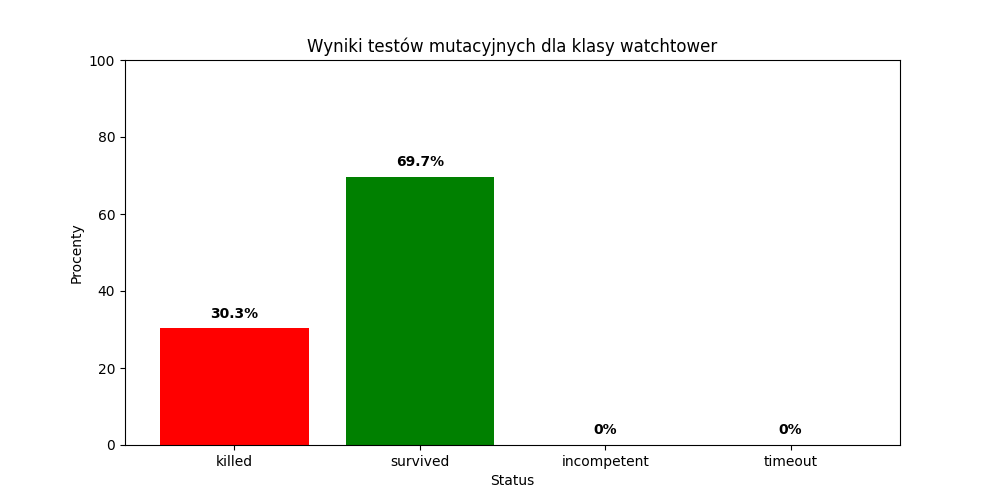 Wyniki testów mutacyjnych dla klasy watchtower
100
80
60
40
20
0
Procenty
30.3%
69.7%
0%
0%
killed
survived
incompetent
timeout
Status